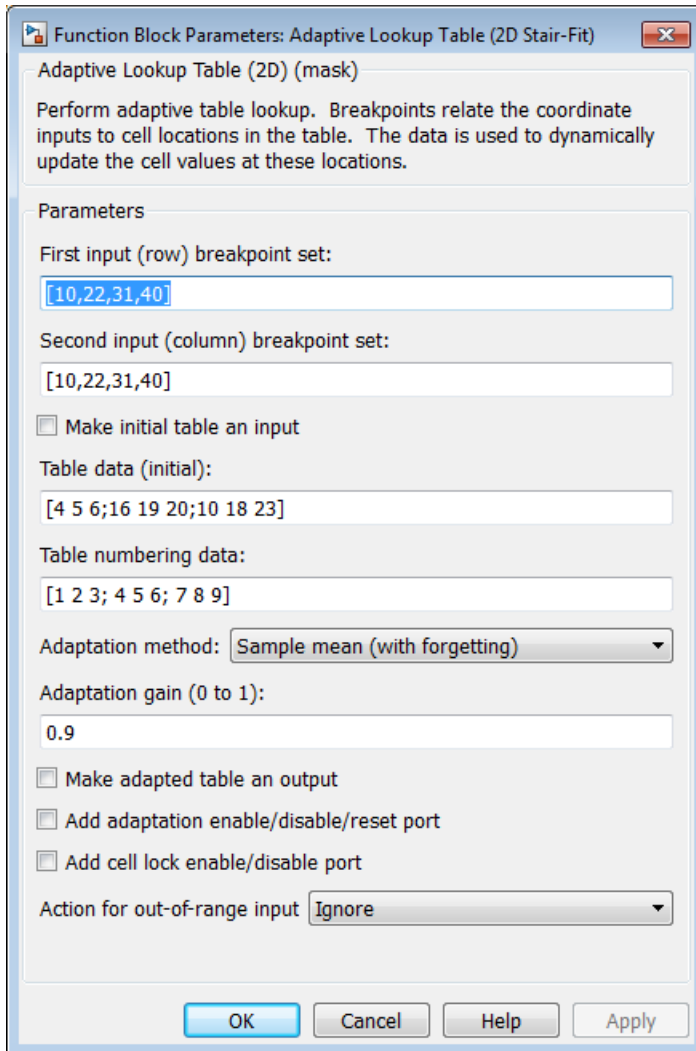 Function Block Parameters: Adaptive Lookup Table (2D Stair-Fit)
Adaptive Lookup Table (2D) (mask)
Perform adaptive table lookup.  Breakpoints relate the coordinate
inputs to cell locations in the table.  The data is used to dynamically
update the cell values at these locations.
Parameters
First input (row) breakpoint set:
[10,22,31,40]
Second input (column) breakpoint set:
[10,22,31,40]
Make initial table an input
Table data (initial):
[4 5 6;16 19 20;10 18 23]
Table numbering data:
[1 2 3; 4 5 6; 7 8 9]
Adaptation method: Sample mean (with forgetting)
Adaptation gain (0 to 1):
0.9
Make adapted table an output
Add adaptation enable/disable/reset port
Add cell lock enable/disable port
Action for out-of-range input Ignore
OK Cancel Help Apply